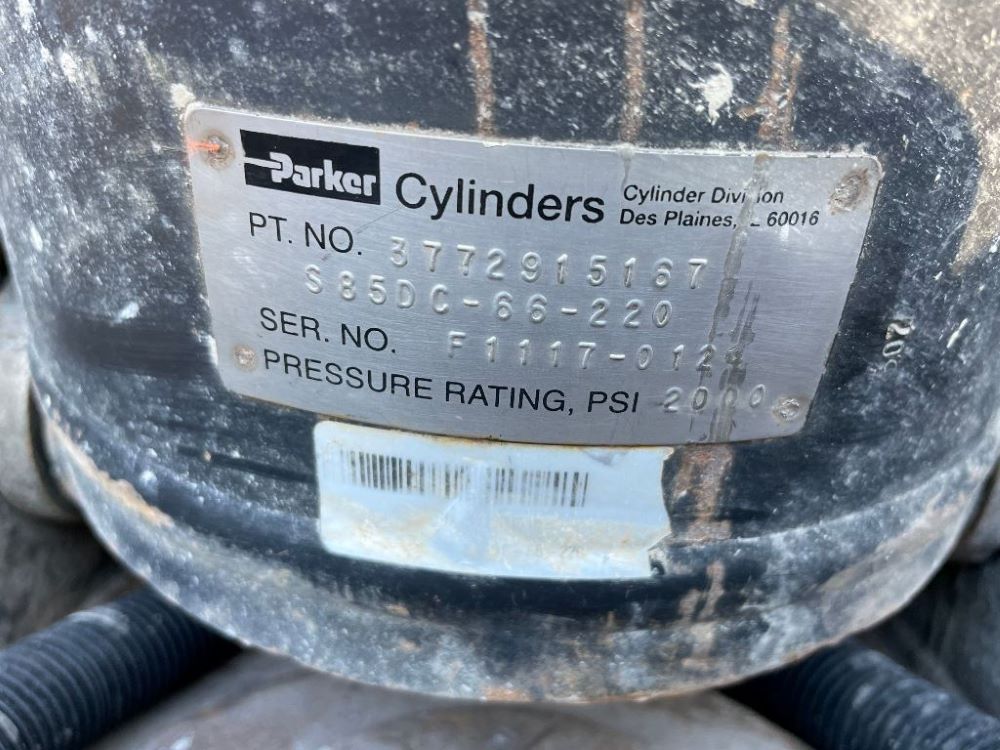 Parker Cylinders
Cylinder Division
Des Plaines, 60016
PT. NO. 3772915167
S85DC-66-220
SER. NO.
PRESSURE RATING, PSI 2000